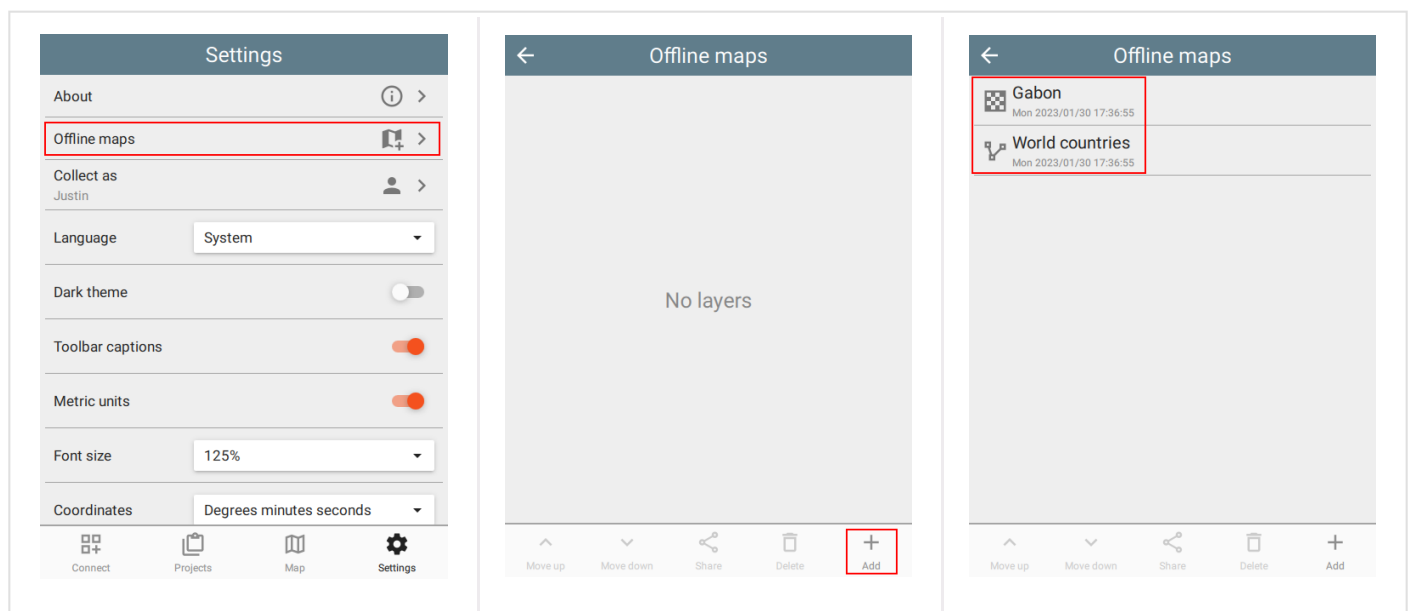 Settings
About
Offline maps
Collect as
Justin
Language System
Dark theme
Toolbar captions
Metric units
Font size 125%
Coordinates Degrees minutes seconds
Connect Projects Map Settings
Offline maps
No layers
Move up Move down Share Delete Add
Offline maps
Gabon
Mon 2023/01/30 17:36:55
World countries
Mon 2023/01/30 17:36:55
Move up Move down Share Delete Add